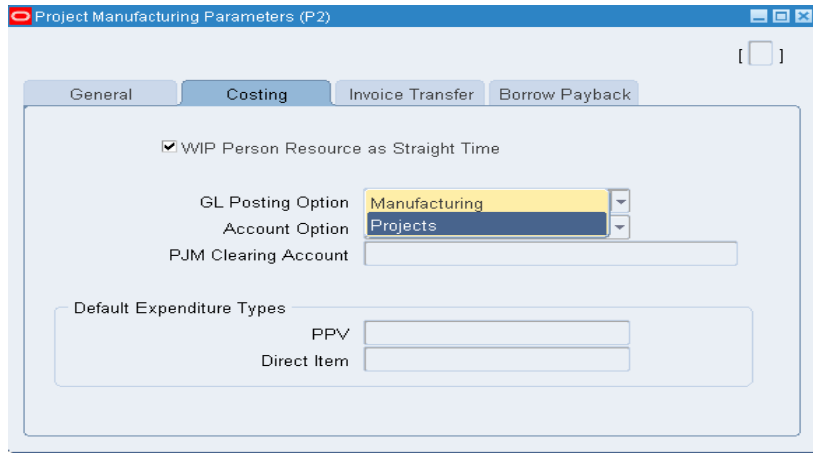 Project Manufacturing Parameters (P2)
[ ]
General Costing Invoice Transfer Borrow Payback
WIP Person Resource as Straight Time
GL Posting Option Manufacturing
Account Option Projects
PJM Clearing Account
Default Expenditure Types
PPV
Direct Item